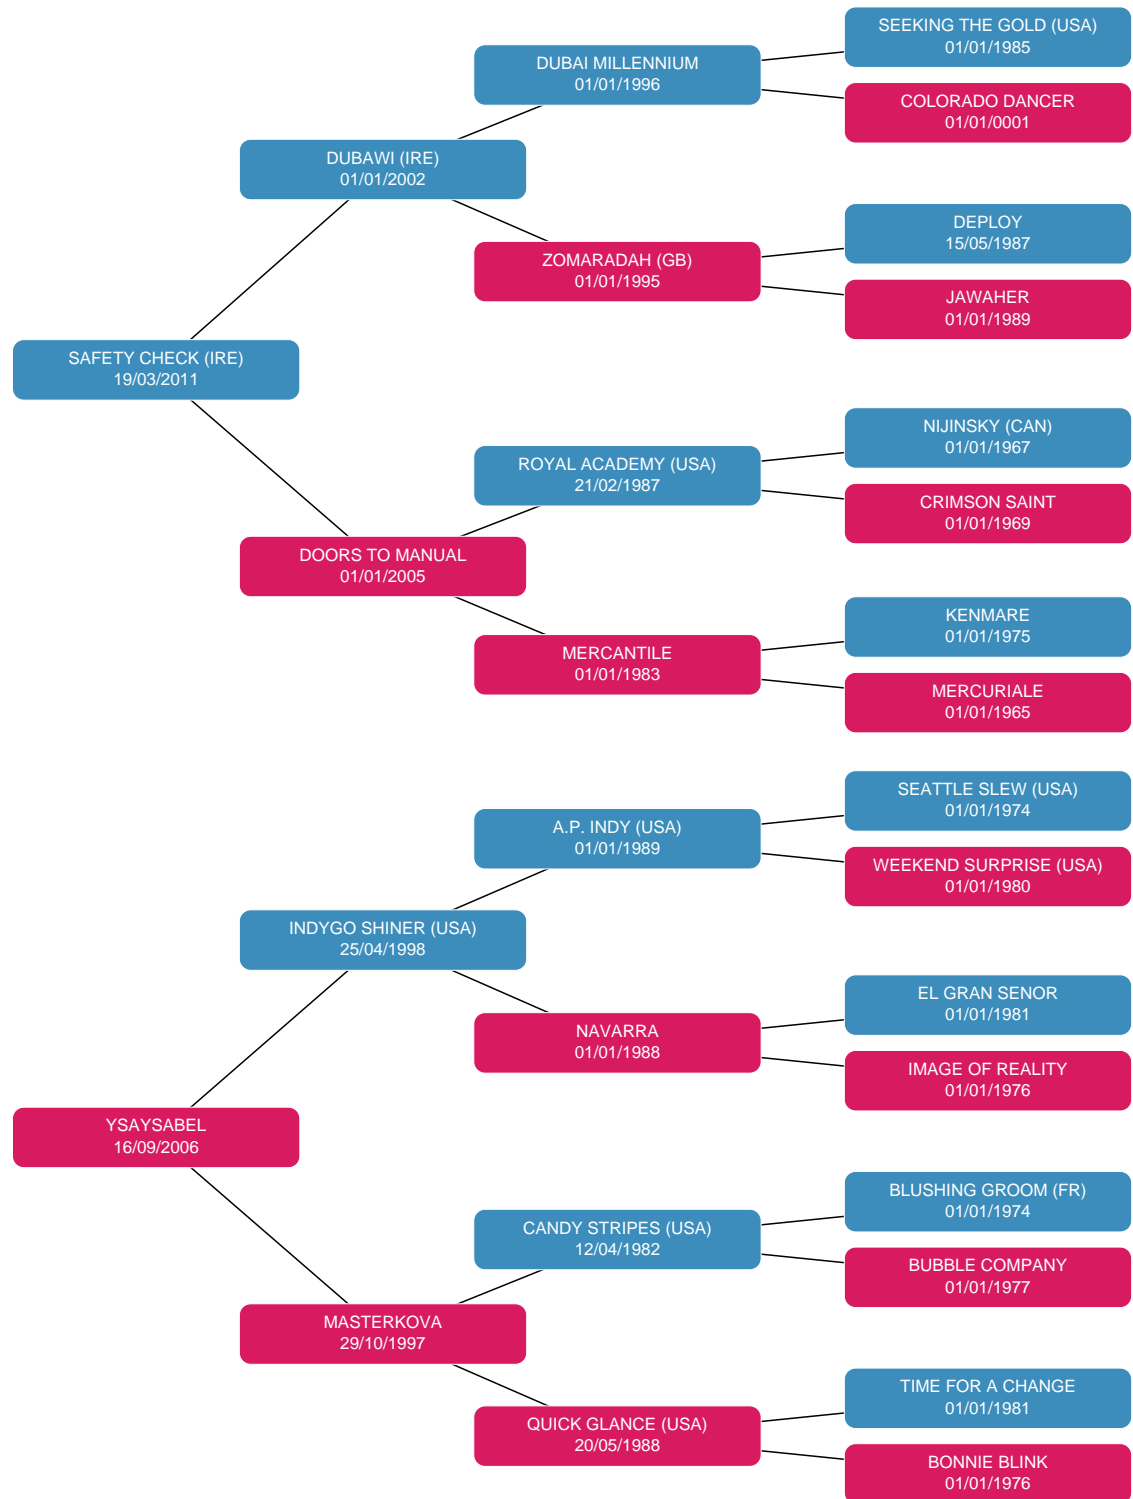 SEEKING THE GOLD (USA)
01/01/1985
DUBAI MILLENNIUM
01/01/1996
COLORADO DANCER
01/01/0001
DUBAWI (IRE)
01/01/2002
DEPLOY
15/05/1987
ZOMARADAH (GB)
01/01/1995
JAWAHER
01/01/1989
SAFETY CHECK (IRE)
19/03/2011
NIJINSKY (CAN)
01/01/1967
ROYAL ACADEMY (USA)
21/02/1987
CRIMSON SAINT
01/01/1969
DOORS TO MANUAL
01/01/2005
KENMARE
01/01/1975
MERCANTILE
01/01/1983
MERCURIALE
01/01/1965
SEATTLE SLEW (USA)
01/01/1974
A.P. INDY (USA)
01/01/1989
WEEKEND SURPRISE (USA)
01/01/1980
INDYGO SHINER (USA)
25/04/1998
EL GRAN SENOR
01/01/1981
NAVARRA
01/01/1988
IMAGE OF REALITY
01/01/1976
YSAYSABEL
16/09/2006
BLUSHING GROOM (FR)
01/01/1974
CANDY STRIPES (USA)
12/04/1982
BUBBLE COMPANY
01/01/1977
MASTERKOVA
29/10/1997
TIME FOR A CHANGE
01/01/1981
QUICK GLANCE (USA)
20/05/1988
BONNIE BLINK
01/01/1976